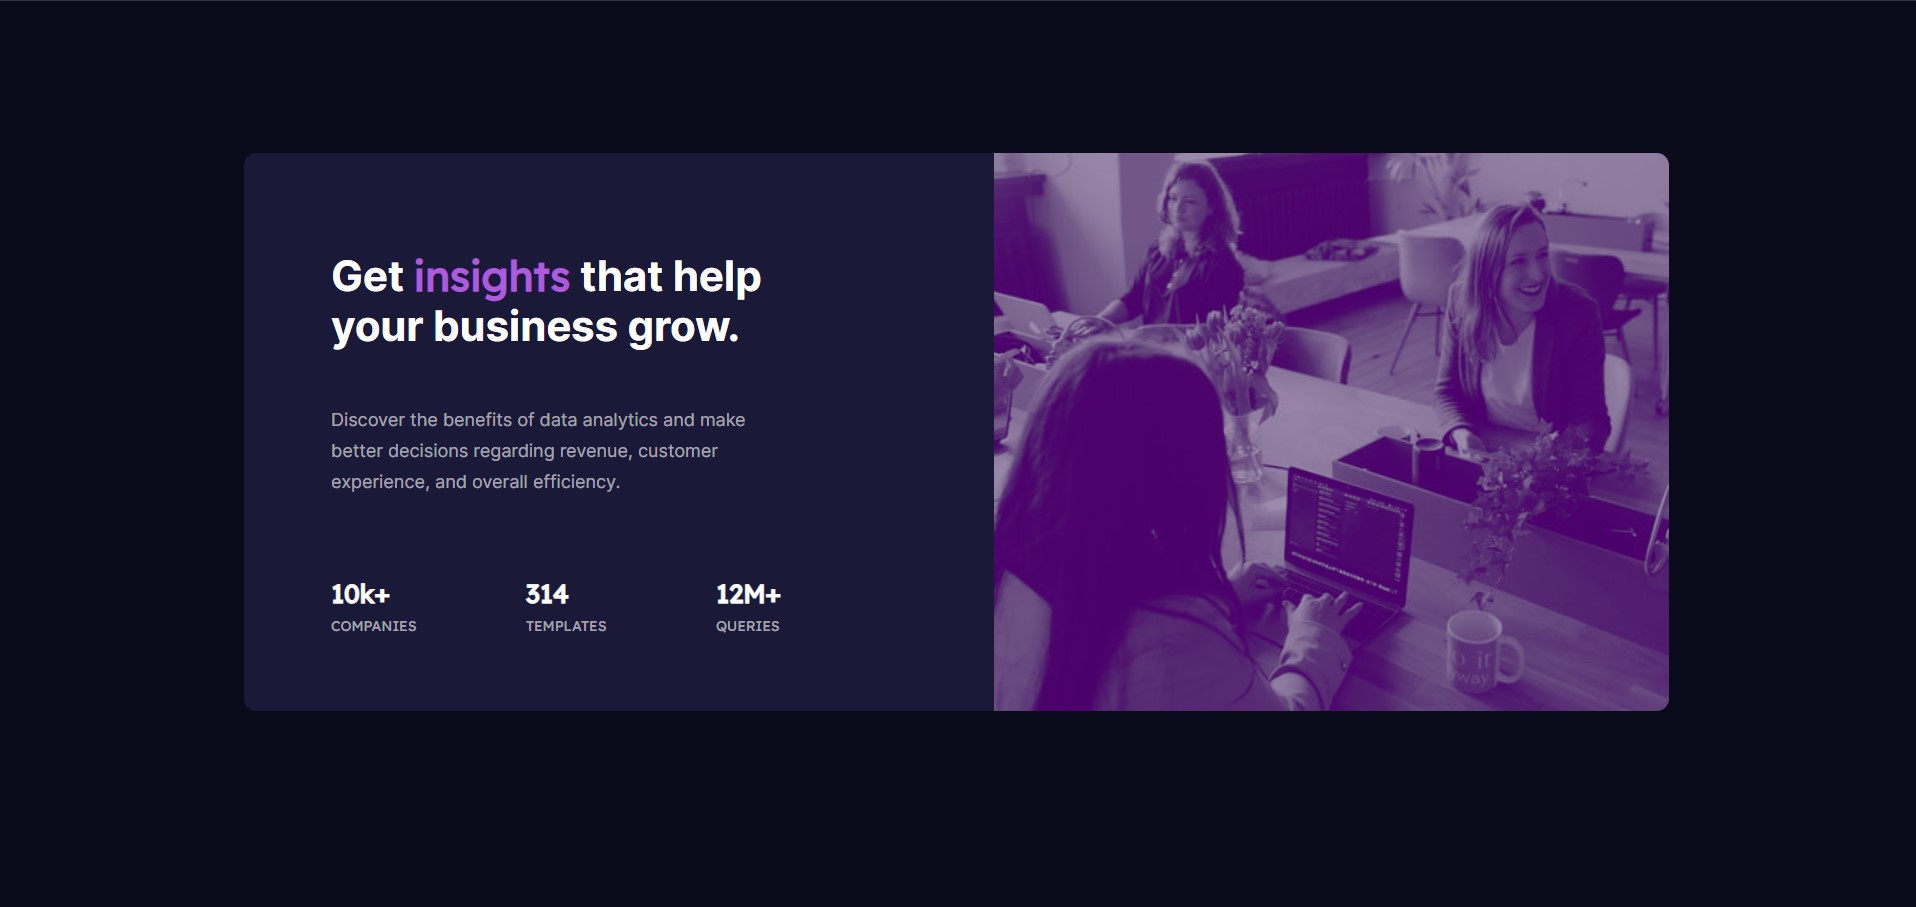 Get insights that help
your business grow.
Discover the benefits of data analytics and make
better decisions regarding revenue, customer
experience, and overall efficiency.
10k+ 314 12M+
COMPANIES TEMPLATES QUERIES